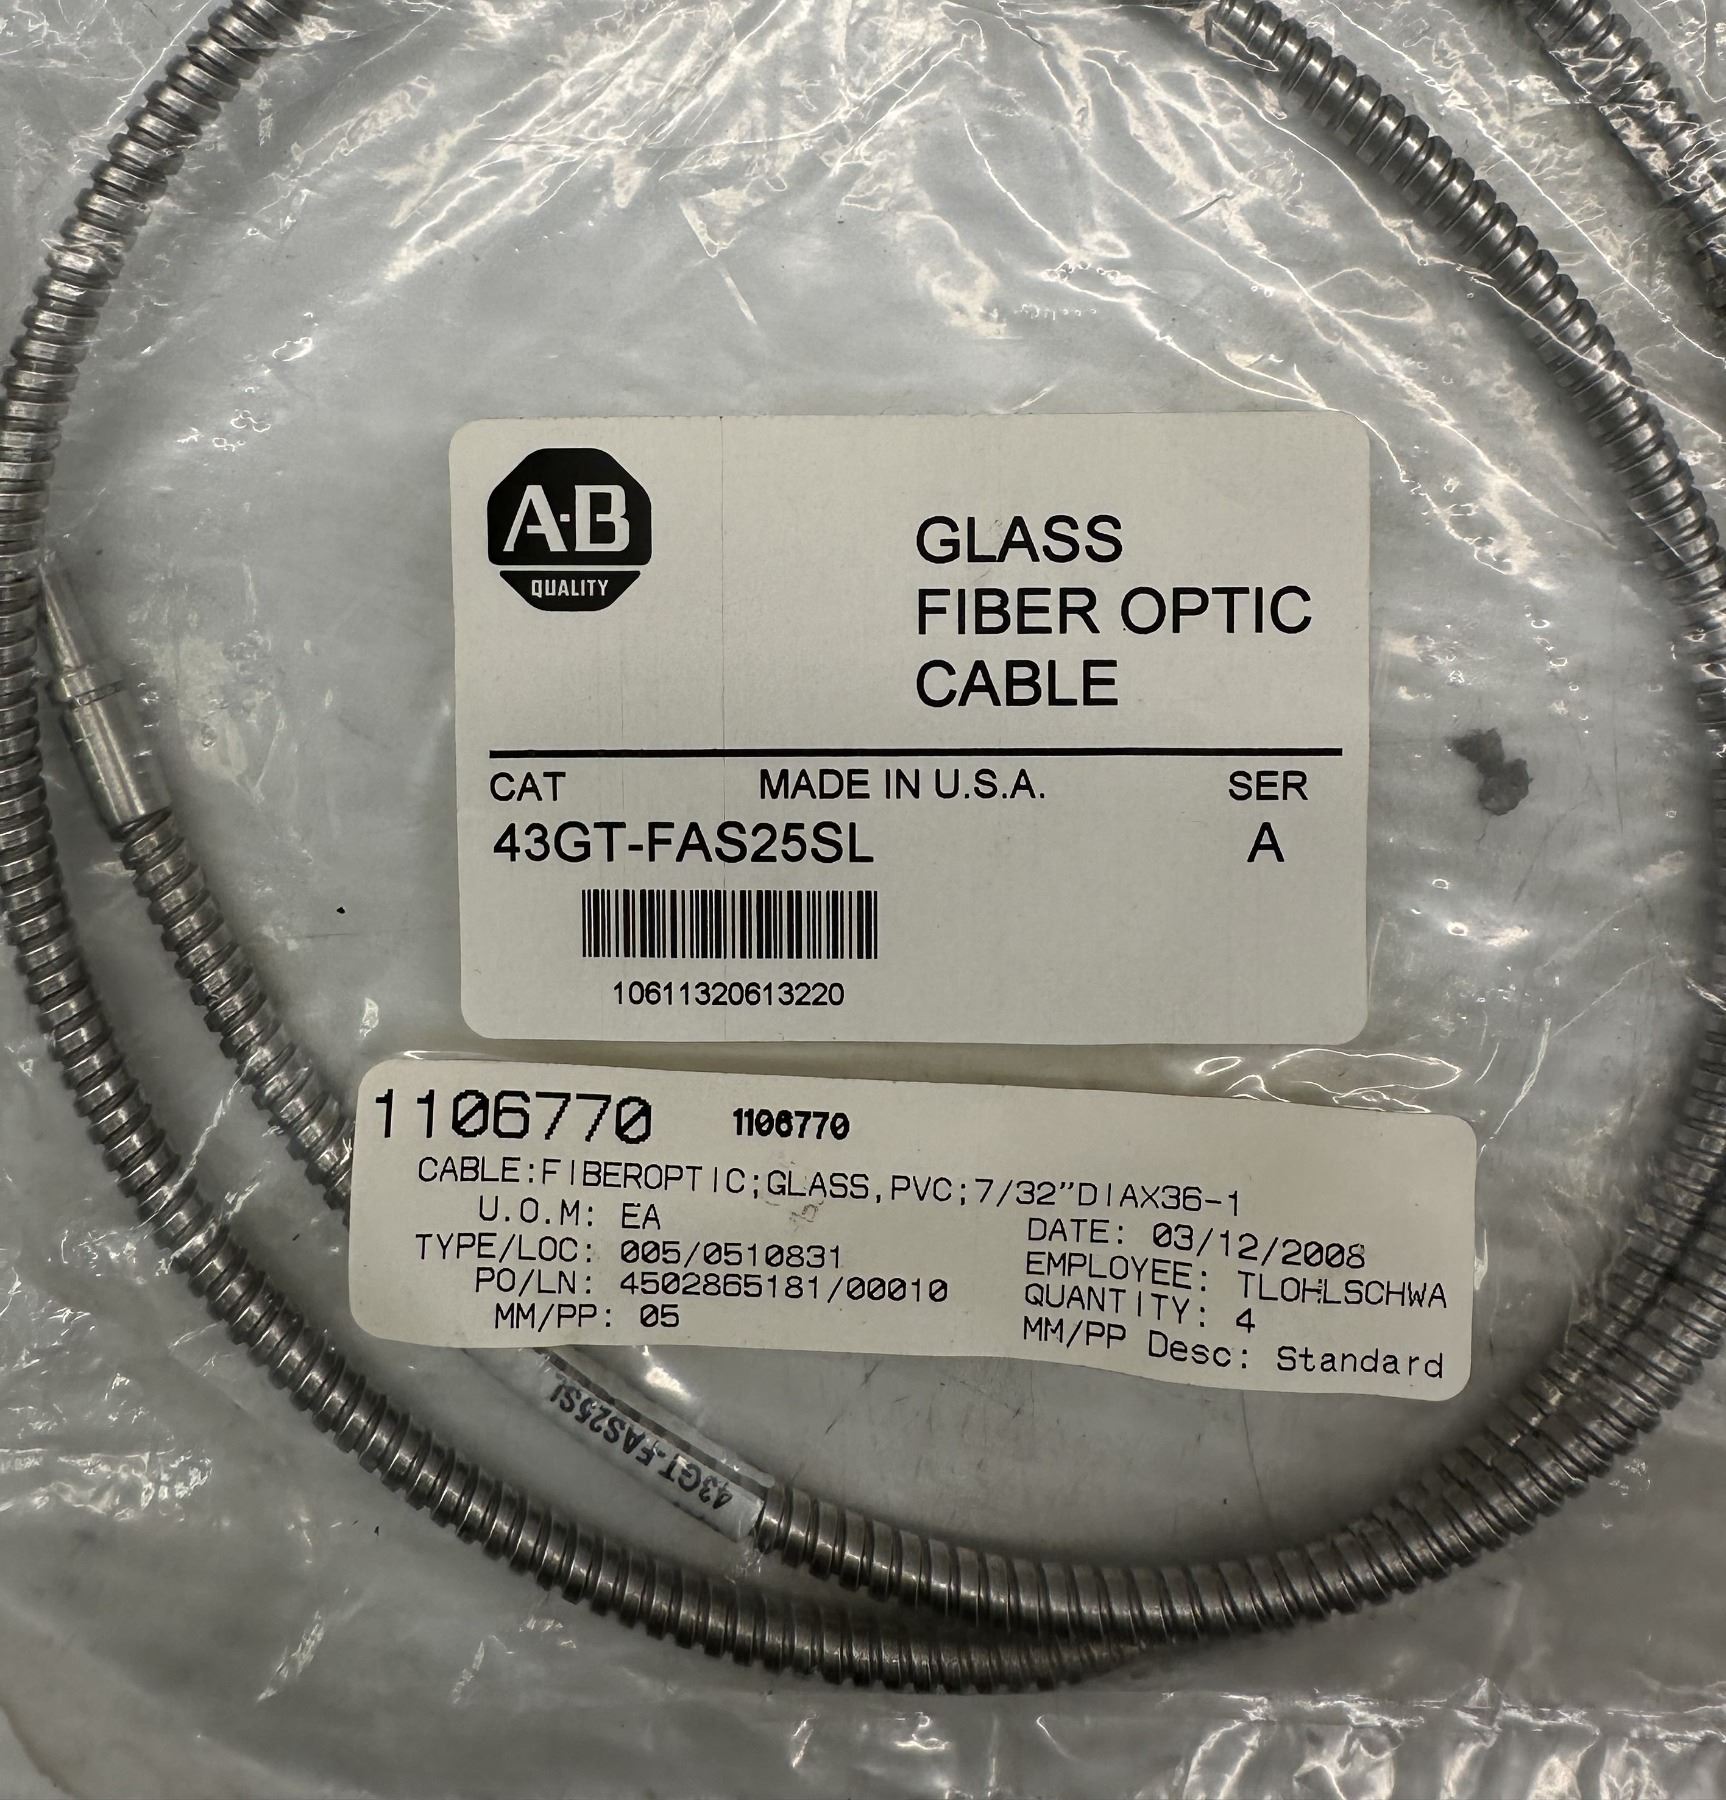 A·B
QUALITY
GLASS
FIBER OPTIC
CABLE
CAT MADE IN U.S.A. SER
43GT-FAS25SL A
10611320613220
1106770 1106770
CABLE:FIBEROPTIC;GLASS,PVC;7/32"DIAX36-1
U.O.M: EA DATE: 03/12/2008
TYPE/LOC: 005/0510831 EMPLOYEE: TLOHLSCHWA
PO/LN: 4502865181/00010 QUANTITY: 4
MM/PP: 05 MM/PP Desc: Standard
43GT-FAS25SL